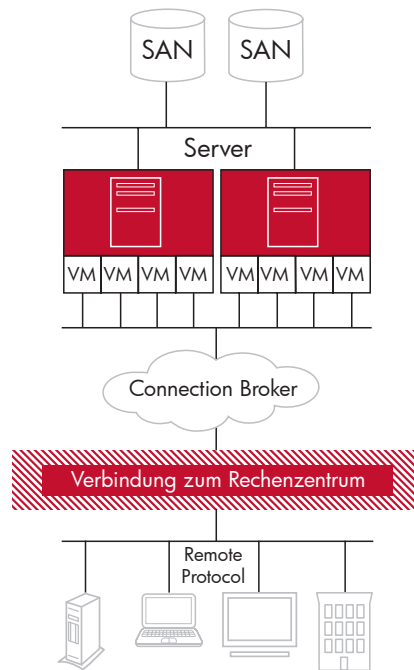 SAN SAN
Server
VM VM VM VM VM VM VM VM
Connection Broker
Verbindung zum Rechenzentrum
Remote
Protocol